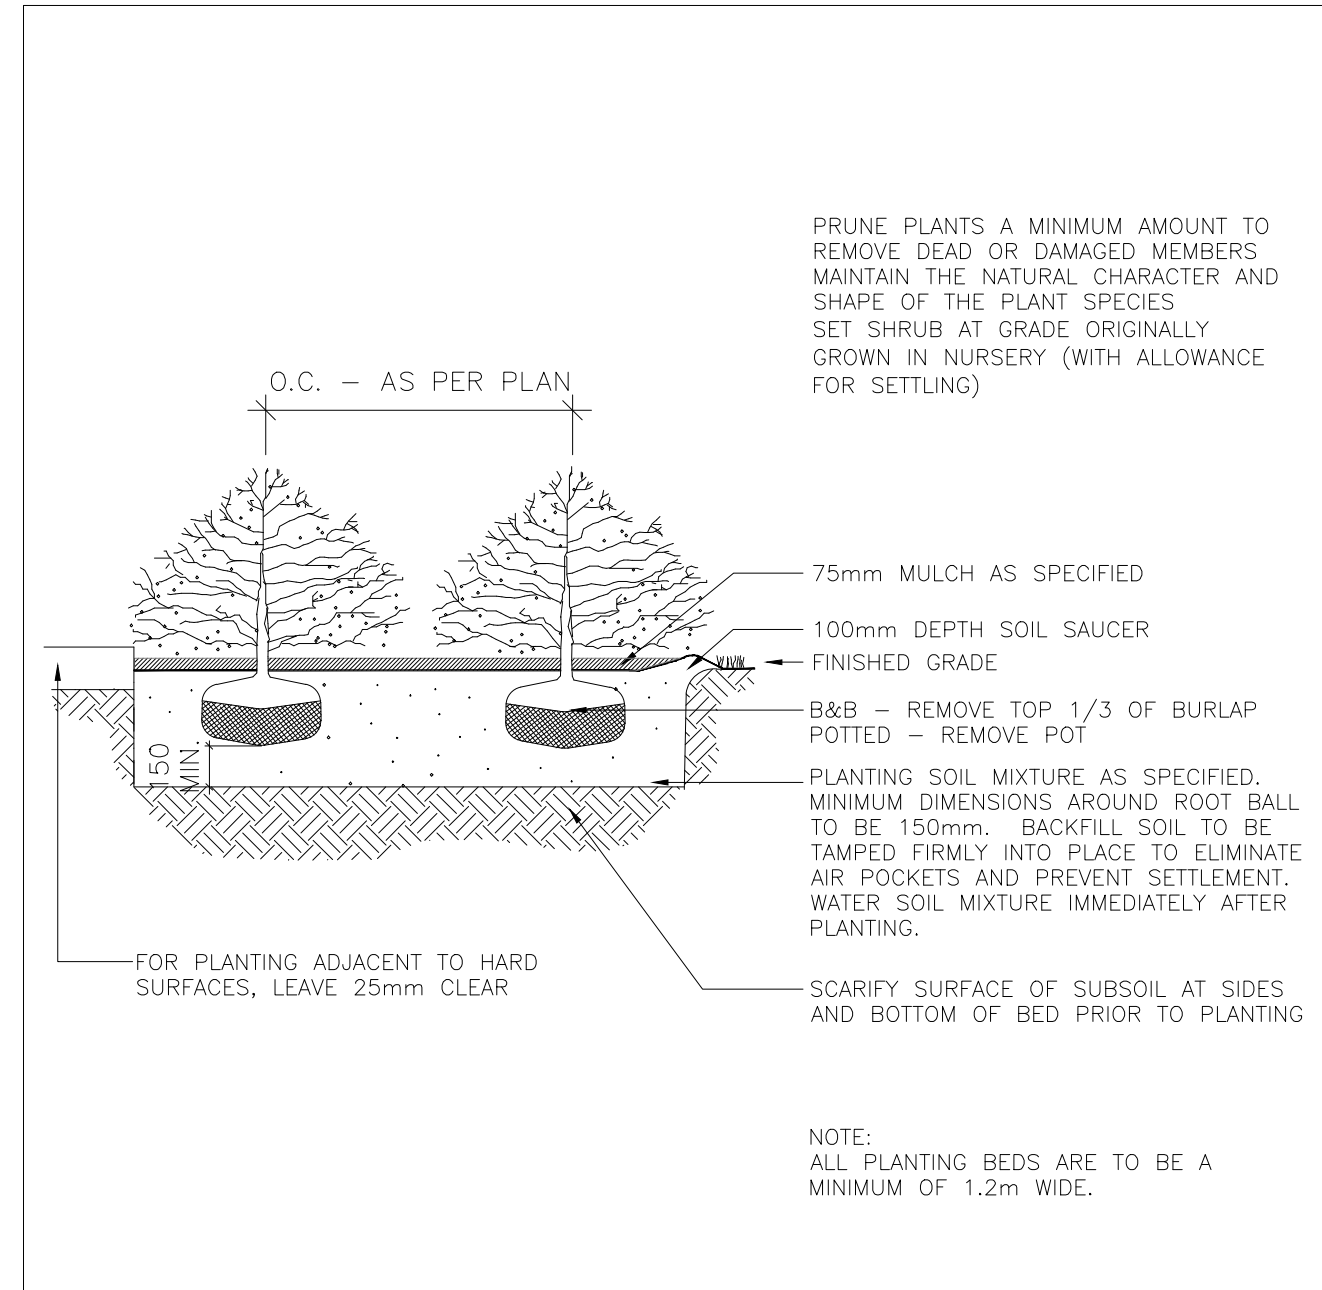 PRUNE PLANTS A MINIMUM AMOUNT TO
REMOVE DEAD OR DAMAGED MEMBERS
MAINTAIN THE NATURAL CHARACTER AND
SHAPE OF THE PLANT SPECIES
SET SHRUB AT GRADE ORIGINALLY
GROWN IN NURSERY (WITH ALLOWANCE
FOR SETTLING)
O.C. – AS PER PLAN
75mm MULCH AS SPECIFIED
100mm DEPTH SOIL SAUCER
FINISHED GRADE
B&B – REMOVE TOP 1/3 OF BURLAP
POTTED – REMOVE POT
150
MIN.
PLANTING SOIL MIXTURE AS SPECIFIED.
MINIMUM DIMENSIONS AROUND ROOT BALL
TO BE 150mm. BACKFILL SOIL TO BE
TAMPED FIRMLY INTO PLACE TO ELIMINATE
AIR POCKETS AND PREVENT SETTLEMENT.
WATER SOIL MIXTURE IMMEDIATELY AFTER
PLANTING.
FOR PLANTING ADJACENT TO HARD
SURFACES, LEAVE 25mm CLEAR
SCARIFY SURFACE OF SUBSOIL AT SIDES
AND BOTTOM OF BED PRIOR TO PLANTING
NOTE:
ALL PLANTING BEDS ARE TO BE A
MINIMUM OF 1.2m WIDE.